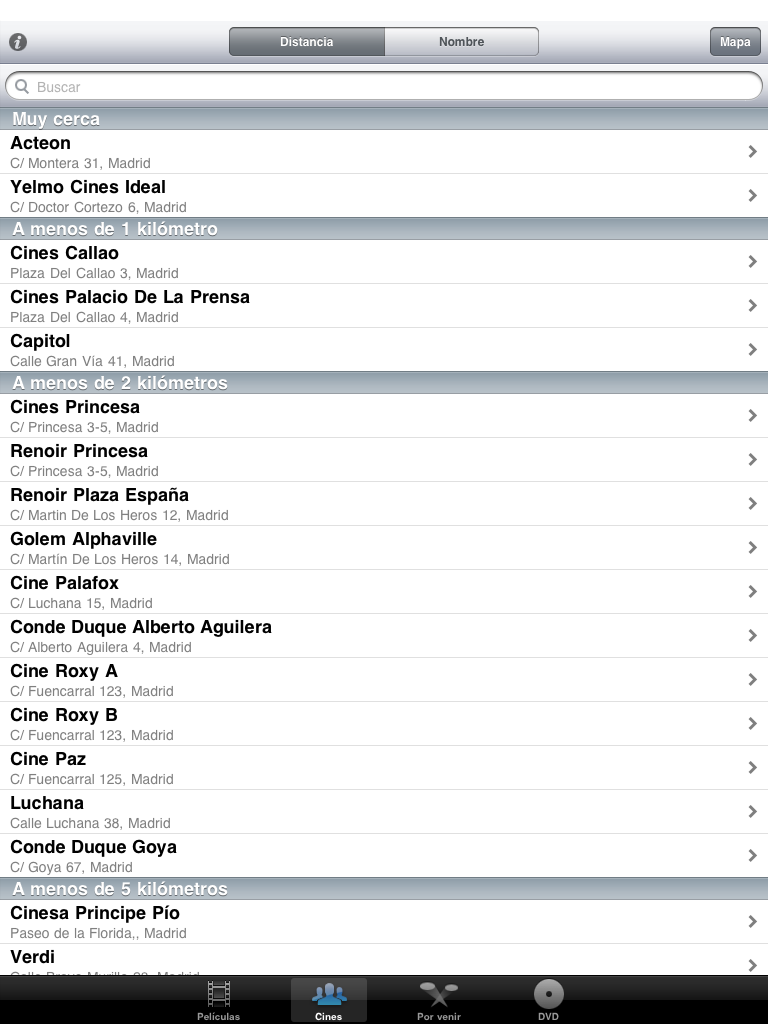 Distancia
Nombre
Mapa
Buscar
Muy cerca
Acteon
C/ Montera 31, Madrid
Yelmo Cines Ideal
C/ Doctor Cortezo 6, Madrid
A menos de 1 kilómetro
Cines Callao
Plaza Del Callao 3, Madrid
Cines Palacio De La Prensa
Plaza Del Callao 4, Madrid
Capitol
Calle Gran Via 41, Madrid
A menos de 2 kilómetros
Cines Princesa
C/ Princesa 3-5, Madrid
Renoir Princesa
C/ Princesa 3-5, Madrid
Renoir Plaza España
C/ Martin De Los Heros 12, Madrid
Golem Alphaville
C/ Martín De Los Heros 14, Madrid
Cine Palafox
C/ Luchana 15, Madrid
Conde Duque Alberto Aguilera
C/ Alberto Aguilera 4, Madrid
Cine Roxy A
C/ Fuencarral 123, Madrid
Cine Roxy B
C/ Fuencarral 123, Madrid
Cine Paz
C/ Fuencarral 125, Madrid
Luchana
Calle Luchana 38, Madrid
Conde Duque Goya
C/ Goya 67, Madrid
A menos de 5 kilómetros
Cinesa Principe Pío
Paseo de la Florida,, Madrid
Verdi
Películas
Cines
Por venir
DVD